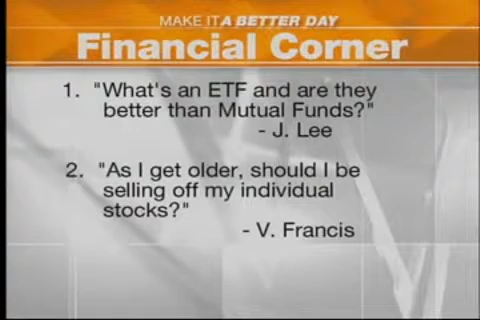 MAKE IT A BETTER DAY
Financial Corner
1. "What's an ETF and are they
better than Mutual Funds?"
- J. Lee
2. "As I get older, should I be
selling off my individual
stocks?"
- V. Francis